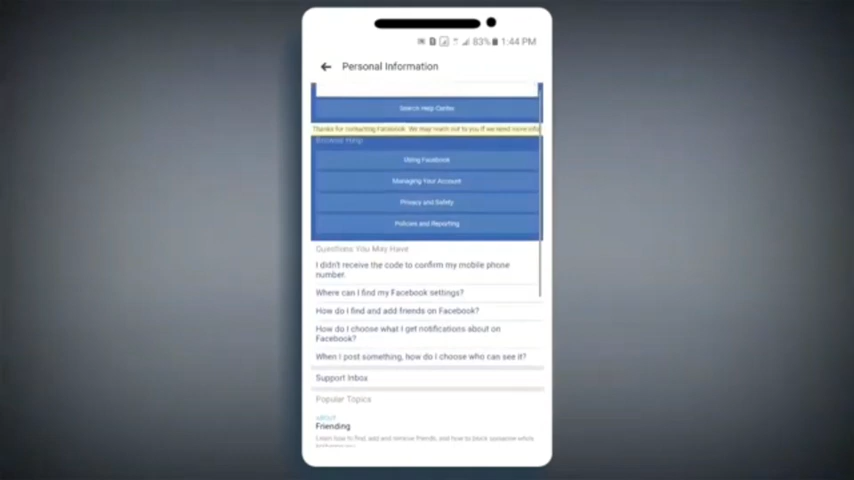 83% 1:44 PM
Personal Information
Search Help Center
Thanks for contacting Facebook. We may reach out to you if we need more info
Browse Help
Using Facebook
Managing Your Account
Privacy and Safety
Policies and Reporting
Questions You May Have
I didn't receive the code to confirm my mobile phone
number.
Where can I find my Facebook settings?
How do I find and add friends on Facebook?
How do I choose what I get notifications about on
Facebook?
When I post something, how do I choose who can see it?
Support Inbox
Popular Topics
ABOUT
Friending
Learn how to find, add and remove friends, and how to block someone who's